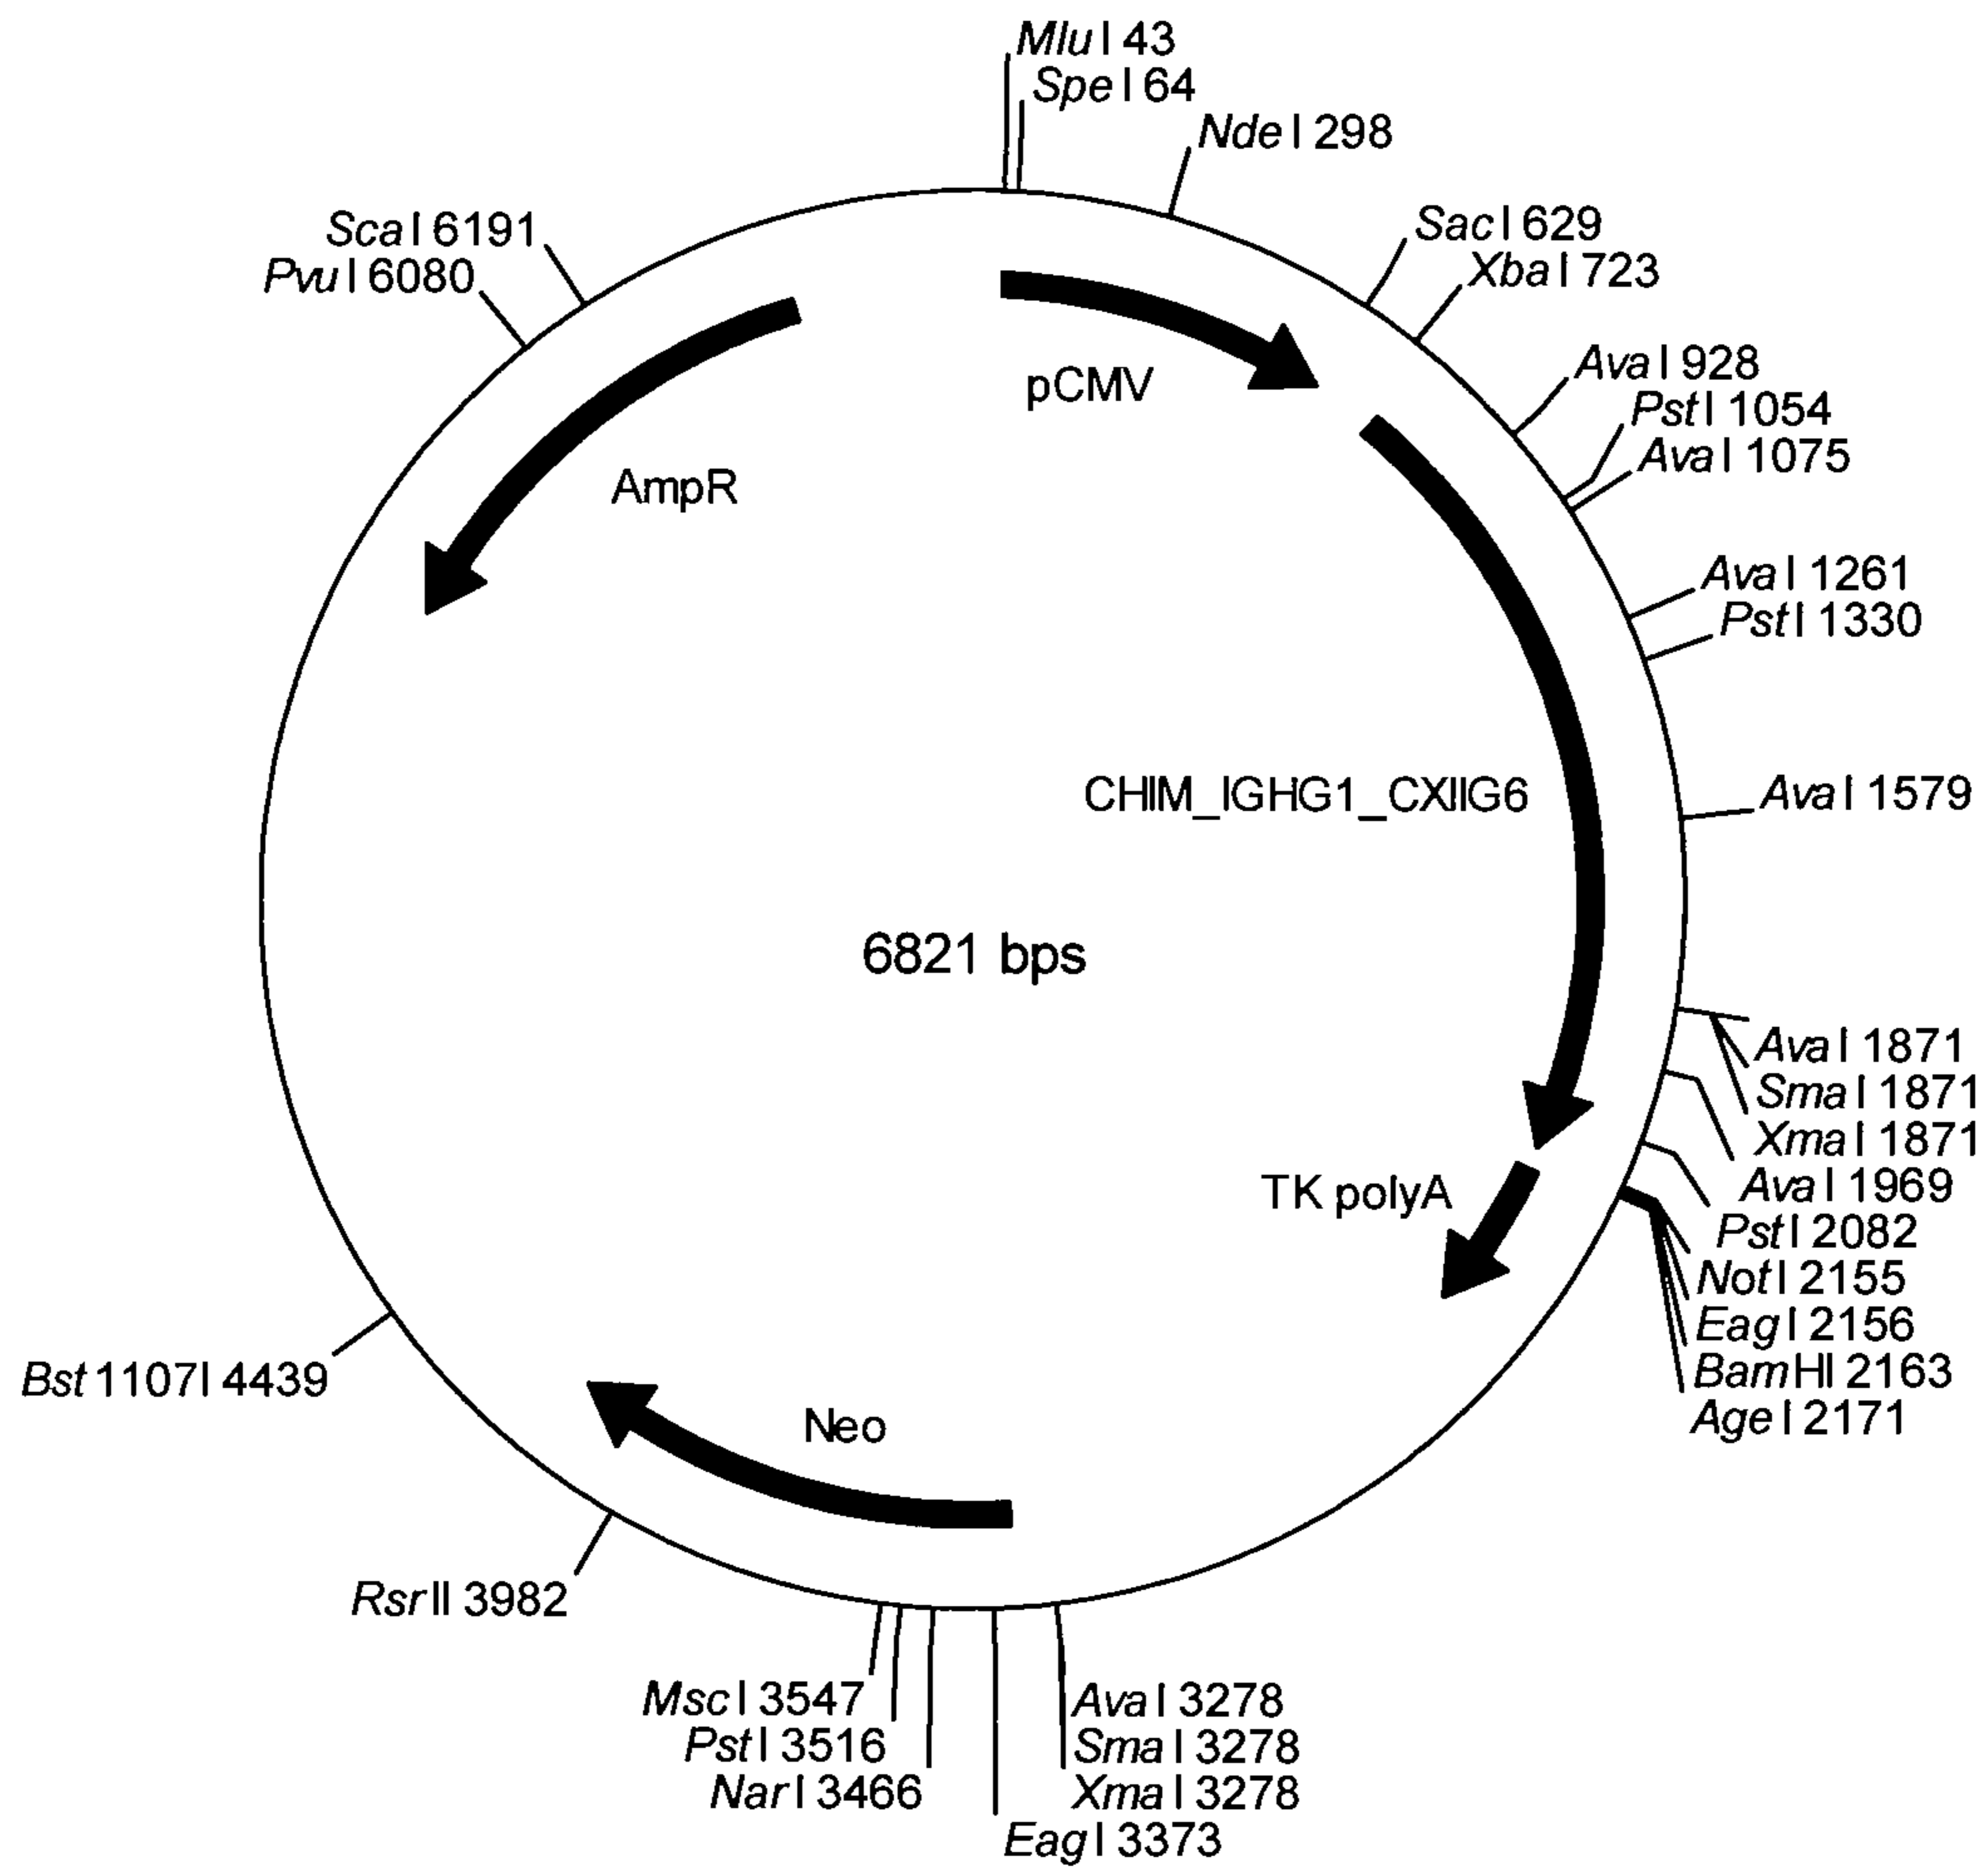 Mlu I 43
Spe I 64
Nde I 298
Sac I 629
Xba I 723
Ava I 928
Pst I 1054
Ava I 1075
Ava I 1261
Pst I 1330
Ava I 1579
Ava I 1871
Sma I 1871
Xma I 1871
Ava I 1969
Pst I 2082
Not I 2155
Eag I 2156
Bam HI 2163
Age I 2171
Ava I 3278
Sma I 3278
Xma I 3278
Eag I 3373
Nar I 3466
Pst I 3516
Msc I 3547
Rsr II 3982
Bst 1107I 4439
Pvu I 6080
Sca I 6191
pCMV
AmpR
CHIM_IGHG1_CXIIG6
6821 bps
TK polyA
Neo